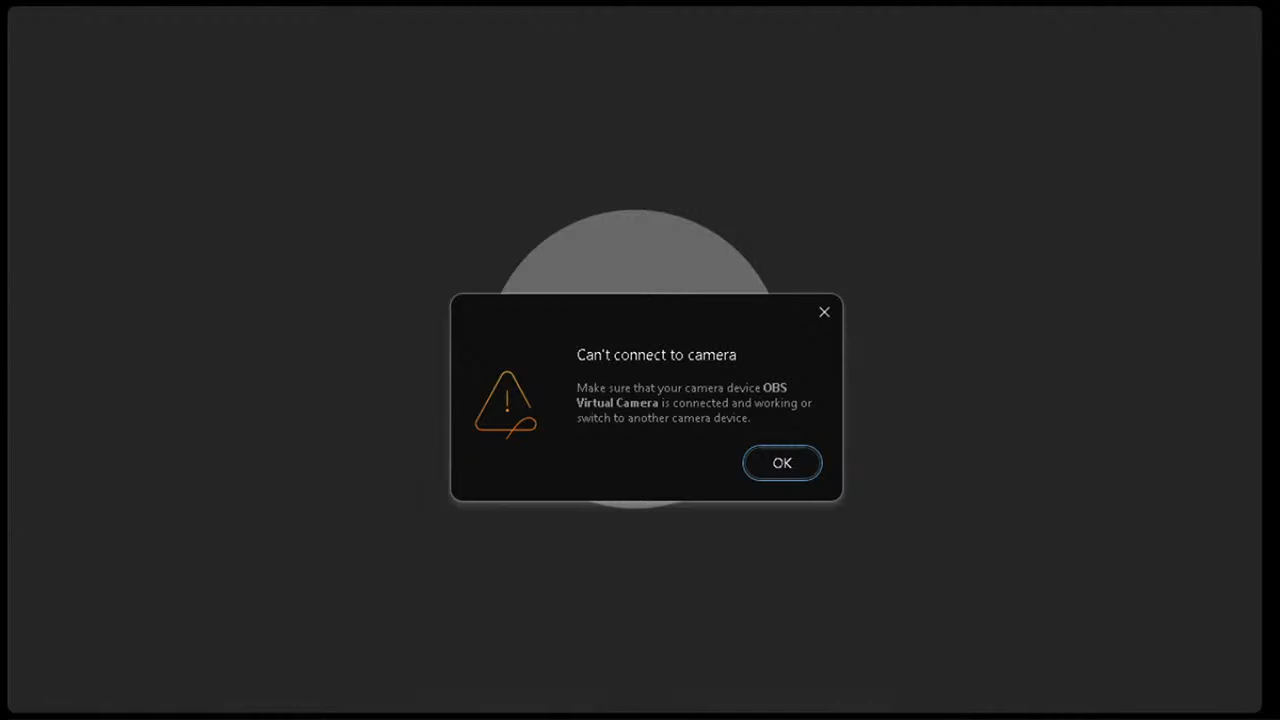 Can't connect to camera
Make sure that your camera device OBS
Virtual Camera is connected and working or
switch to another camera device.
OK